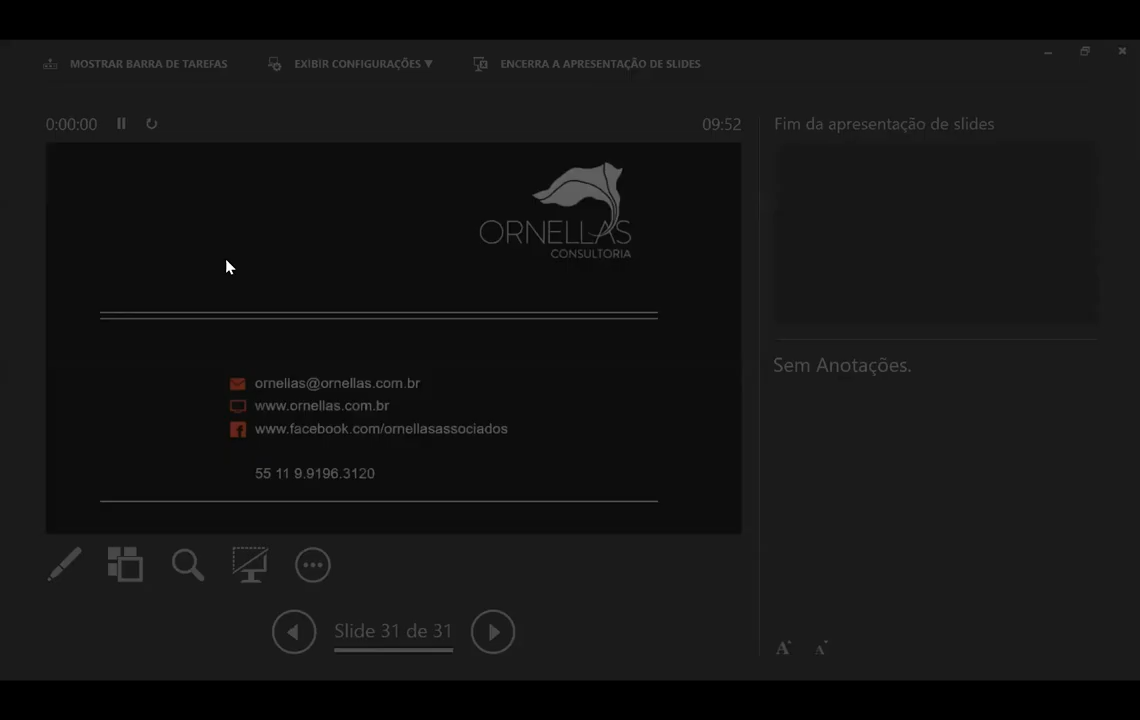 MOSTRAR BARRA DE TAREFAS
EXIBIR CONFIGURAÇÕES ▼
ENCERRA A APRESENTAÇÃO DE SLIDES
0:00:00
09:52
Fim da apresentação de slides
ORNELLAS
CONSULTORIA
Sem Anotações.
ornellas@ornellas.com.br
www.ornellas.com.br
www.facebook.com/ornellasassociados
55 11 9.9196.3120
Slide 31 de 31
A A